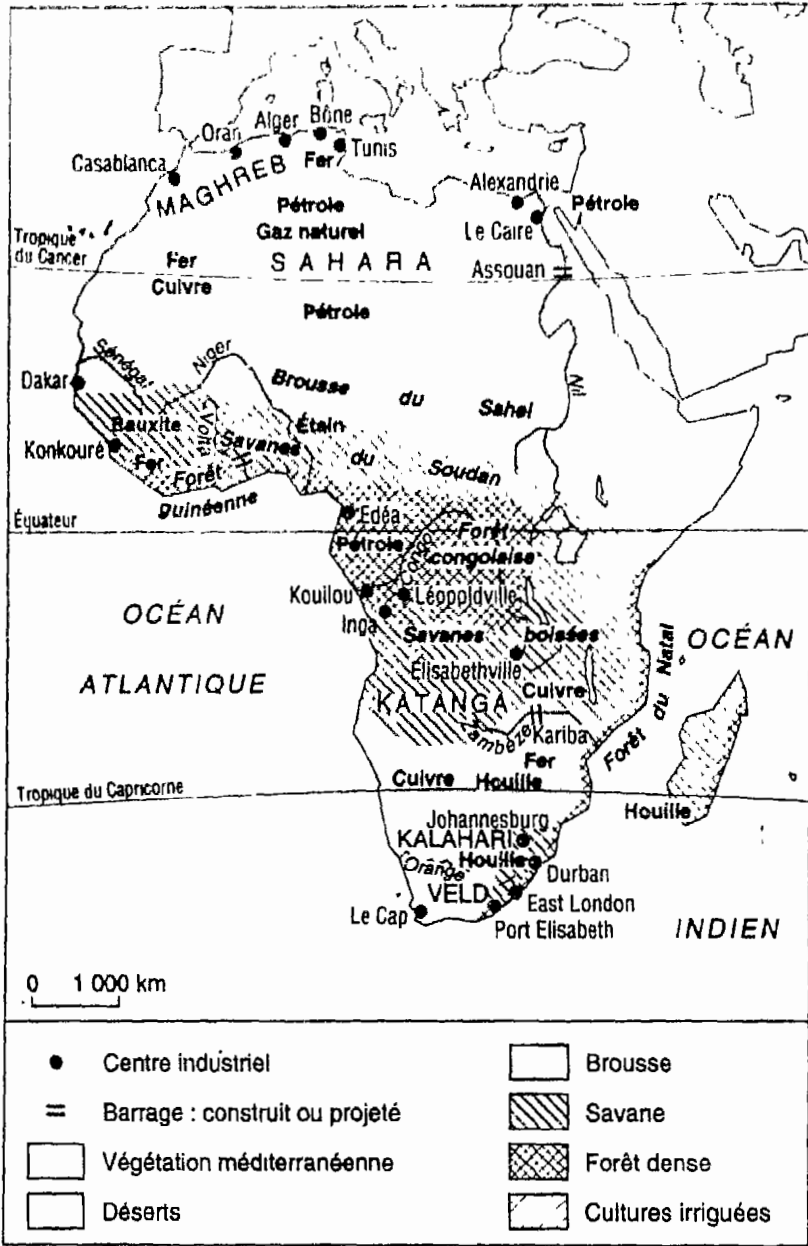 Oran
Alger
Bône
Tunis
Casablanca
Fer
MAGHREB
Alexandrie
Pétrole
Gaz naturel
Pétrole
Le Caire
Tropique
du Cancer
Fer
Cuivre
SAHARA
Assouan
Pétrole
Sénégal
Niger
Nil
Dakar
Brousse du Sahel
Bauxite
Volta
Étain
Konkouré
Savanes du Soudan
Fer
Forêt
guinéenne
Édéa
Équateur
Pétrole
Congo
Forêt
congolaise
Kouilou
Léopoldville
Inga
OCÉAN
ATLANTIQUE
Savanes boisées
Élisabethville
Cuivre
KATANGA
Zambèze
Kariba
Forêt du Natal
OCÉAN
Fer
Cuivre
Houille
Tropique du Capricorne
Houille
Johannesburg
KALAHARI
Houille
Orange
Durban
VELD
East London
Le Cap
Port Elisabeth
INDIEN
0 1 000 km
Centre industriel
Barrage : construit ou projeté
Végétation méditerranéenne
Déserts
Brousse
Savane
Forêt dense
Cultures irriguées